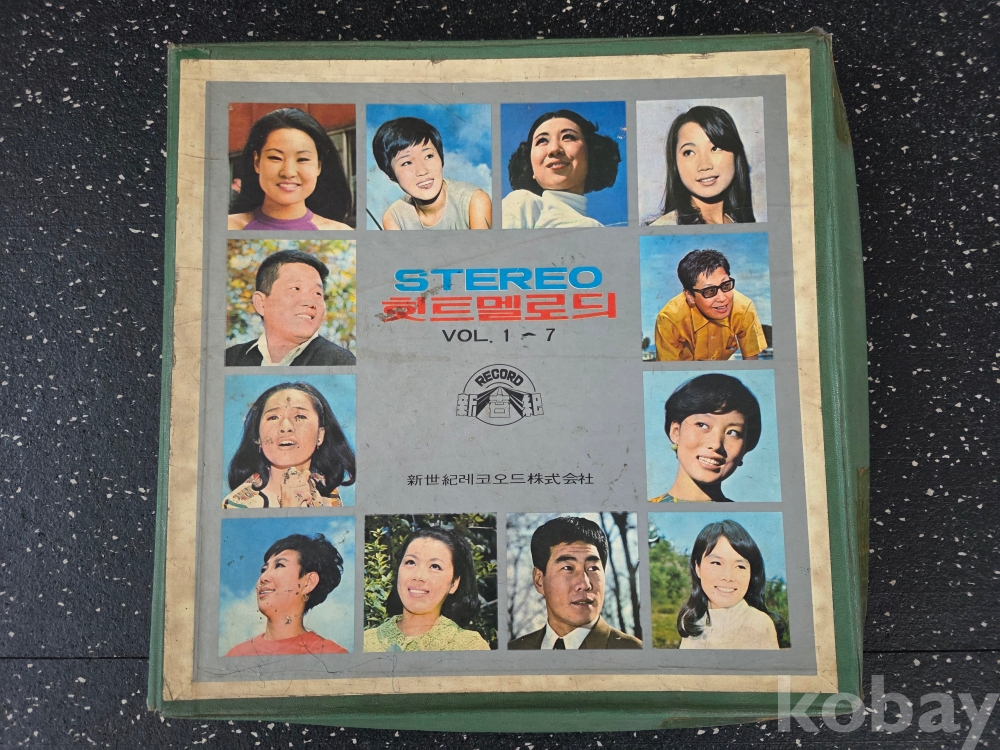 STEREO
힛트멜로듸
VOL. 1 ~ 7
RECORD
新世紀
新世紀레코오드株式会社
kobay